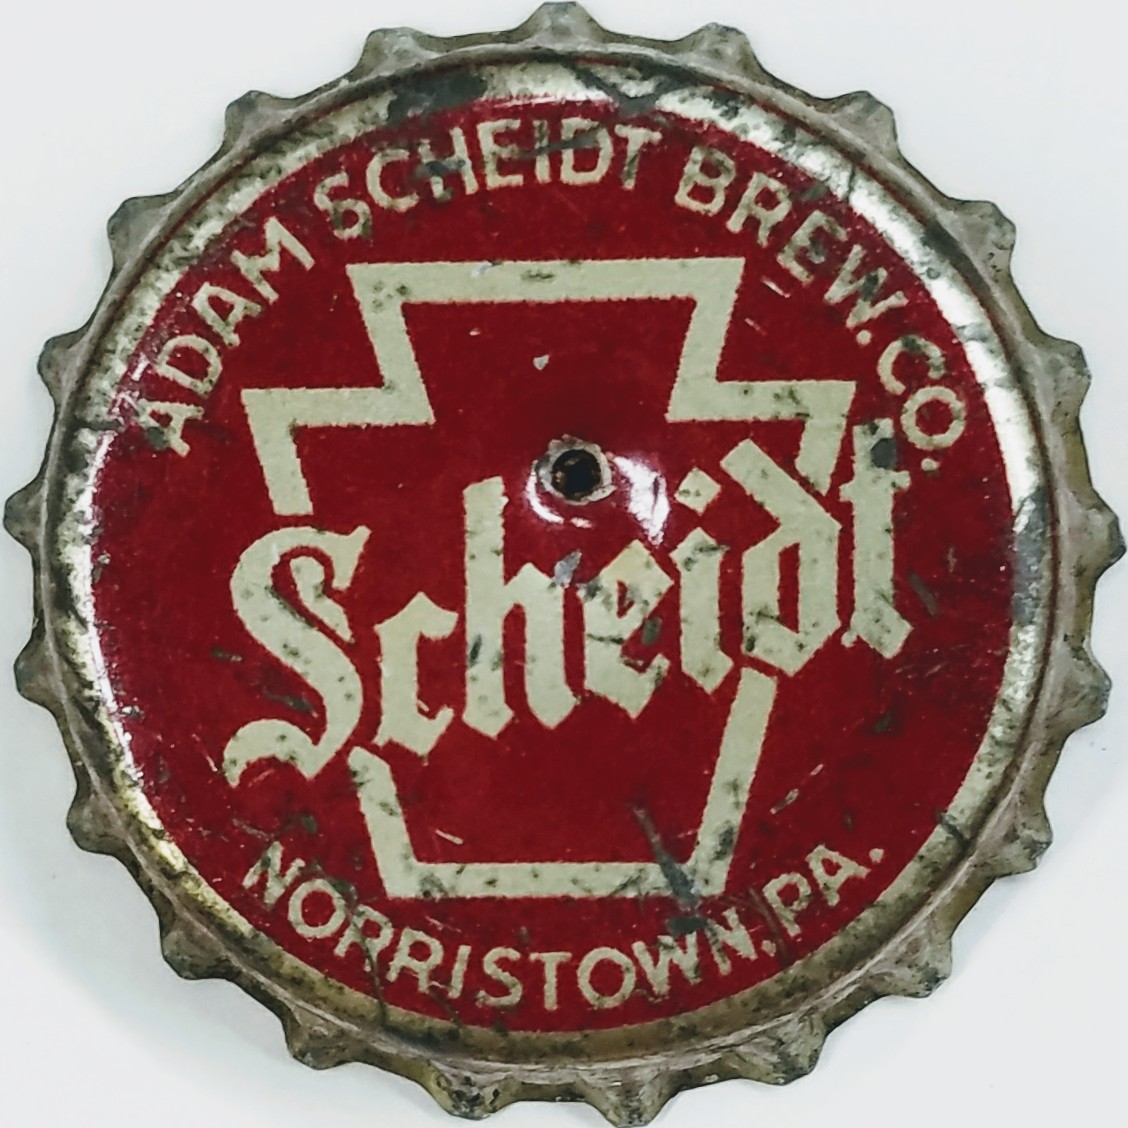 ADAM SCHEIDT BREW. CO.
Scheidt
NORRISTOWN, PA.